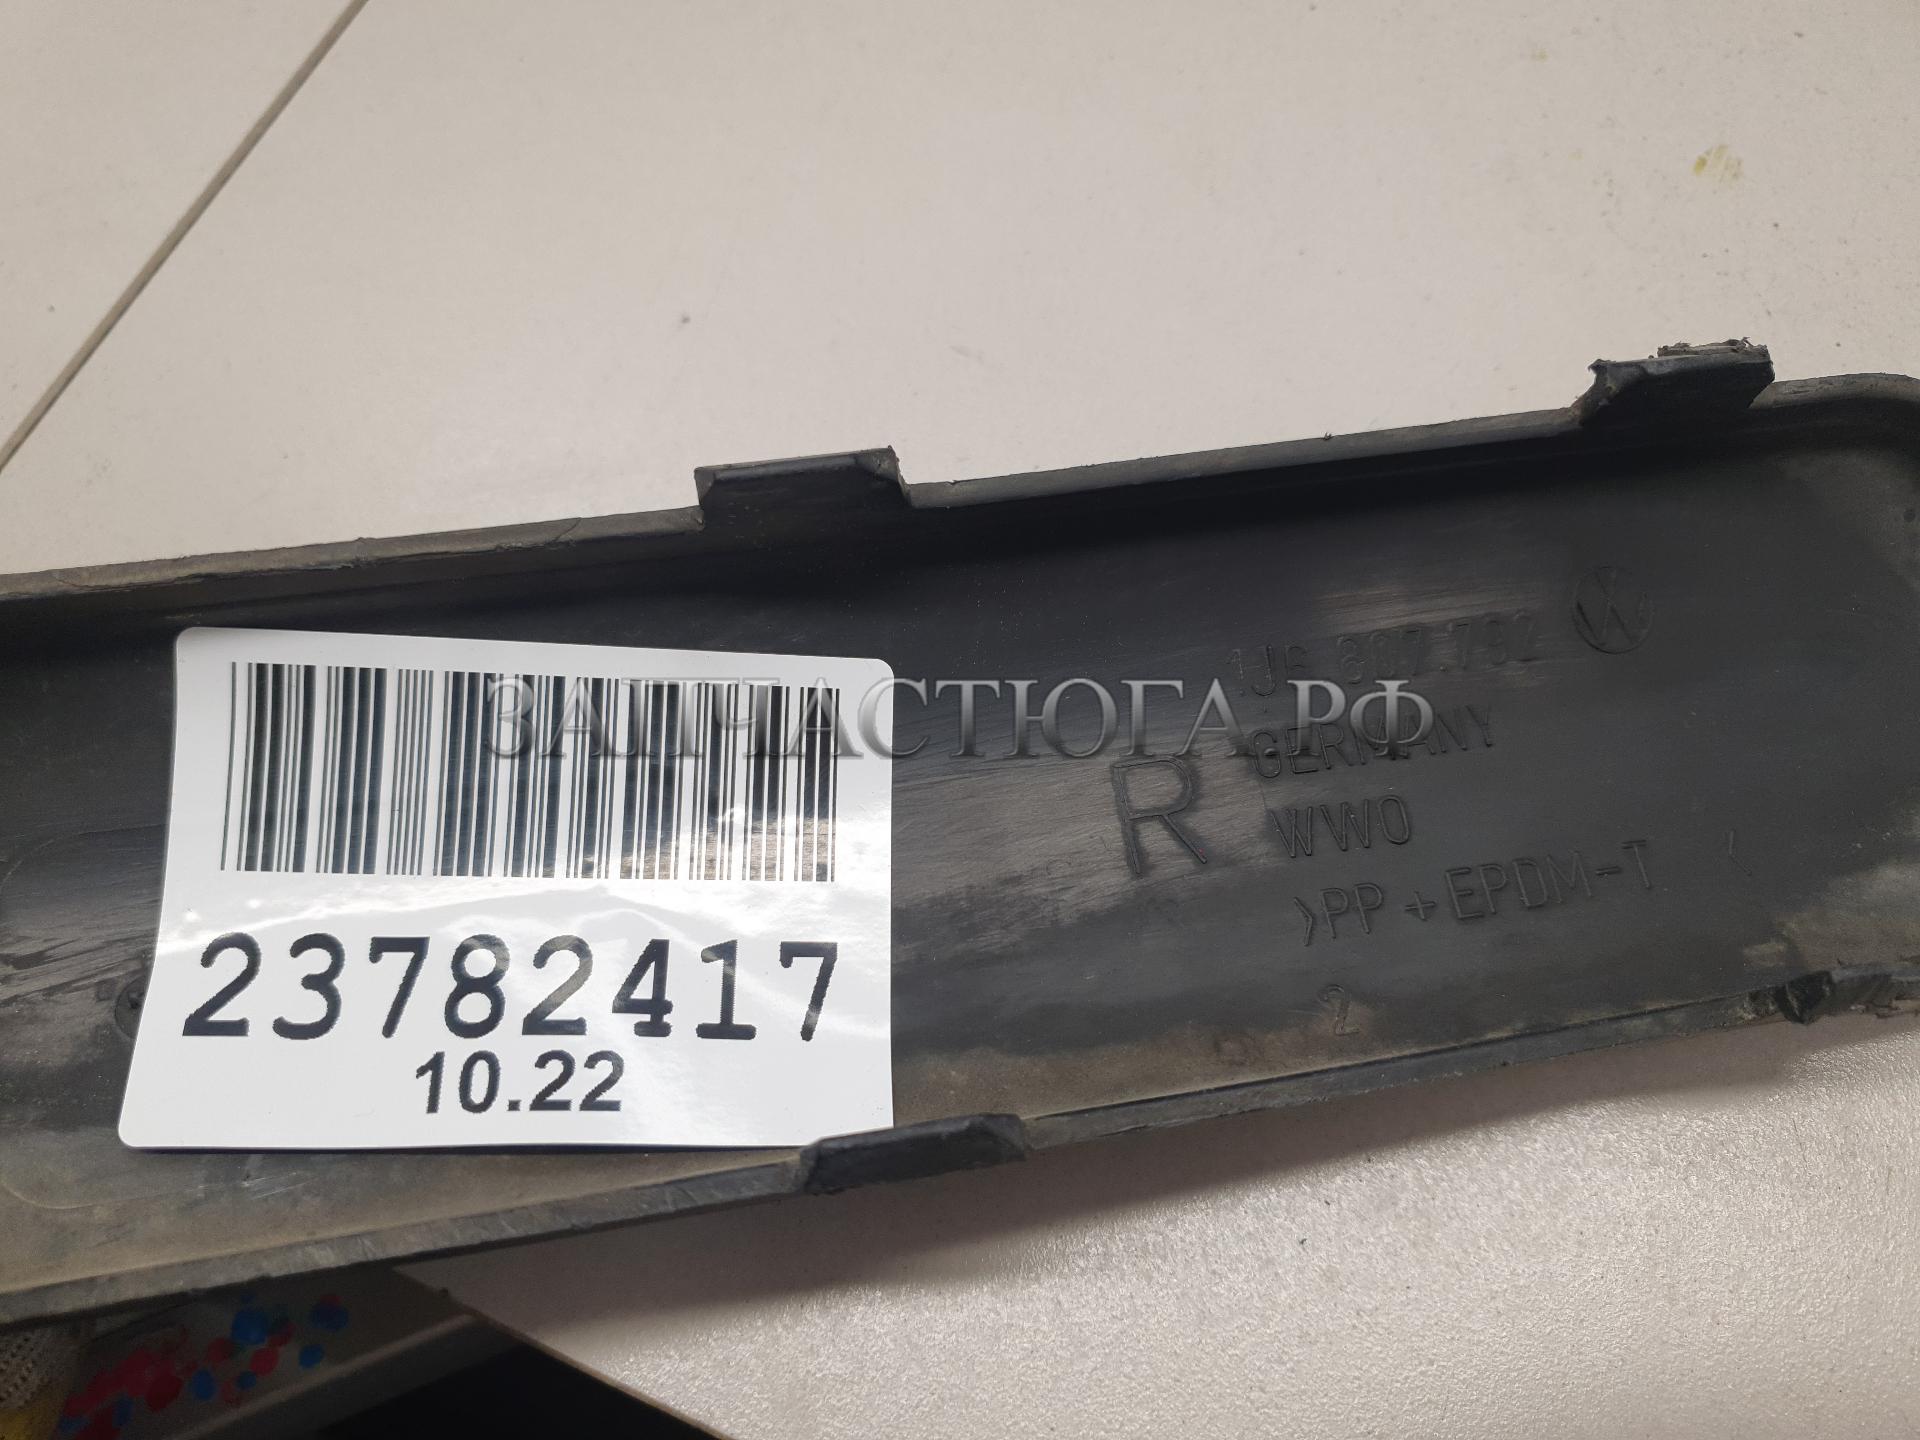 23782417
10.22
ЗАПЧАСТЮГА.РФ
1J6.807.792
GERMANY
R
WWO
>PP+EPDM-T <
2